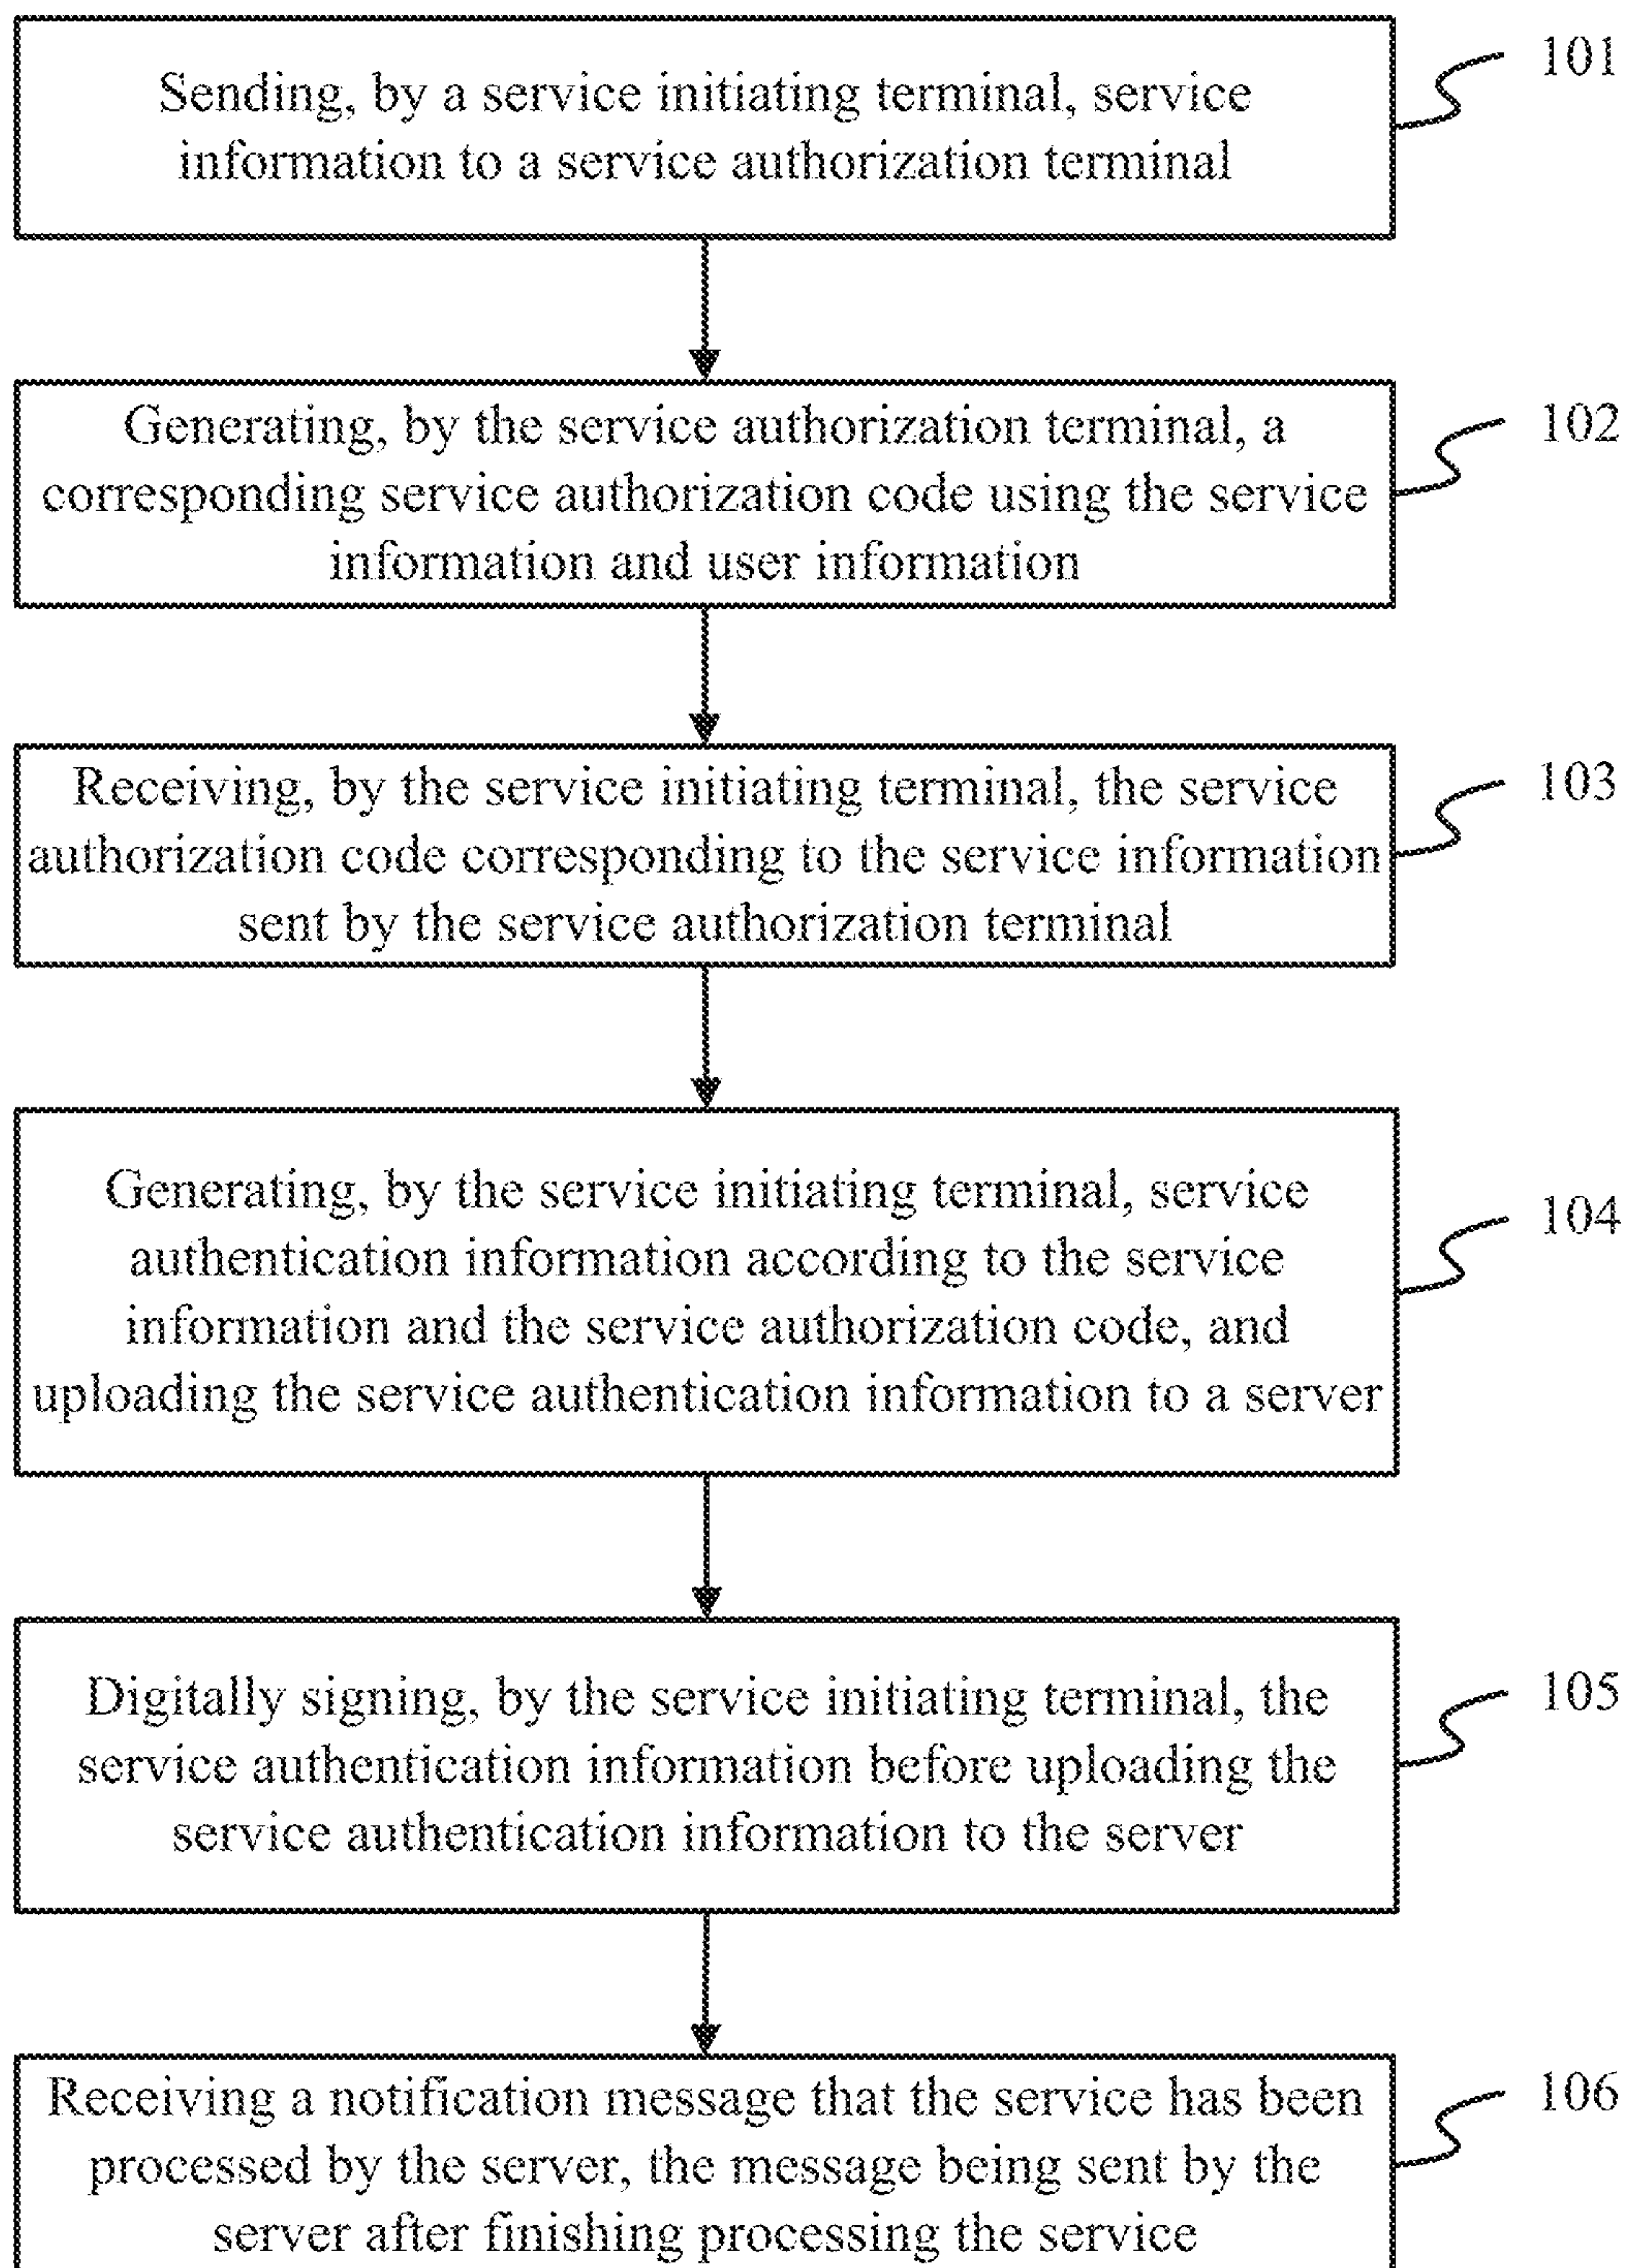 Sending, by a service initiating terminal, service
information to a service authorization terminal
101
Generating, by the service authorization terminal, a
corresponding service authorization code using the service
information and user information
102
Receiving, by the service initiating terminal, the service
authorization code corresponding to the service information
sent by the service authorization terminal
103
Generating, by the service initiating terminal, service
authentication information according to the service
information and the service authorization code, and
uploading the service authentication information to a server
104
Digitally signing, by the service initiating terminal, the
service authentication information before uploading the
service authentication information to the server
105
Receiving a notification message that the service has been
processed by the server, the message being sent by the
server after finishing processing the service
106